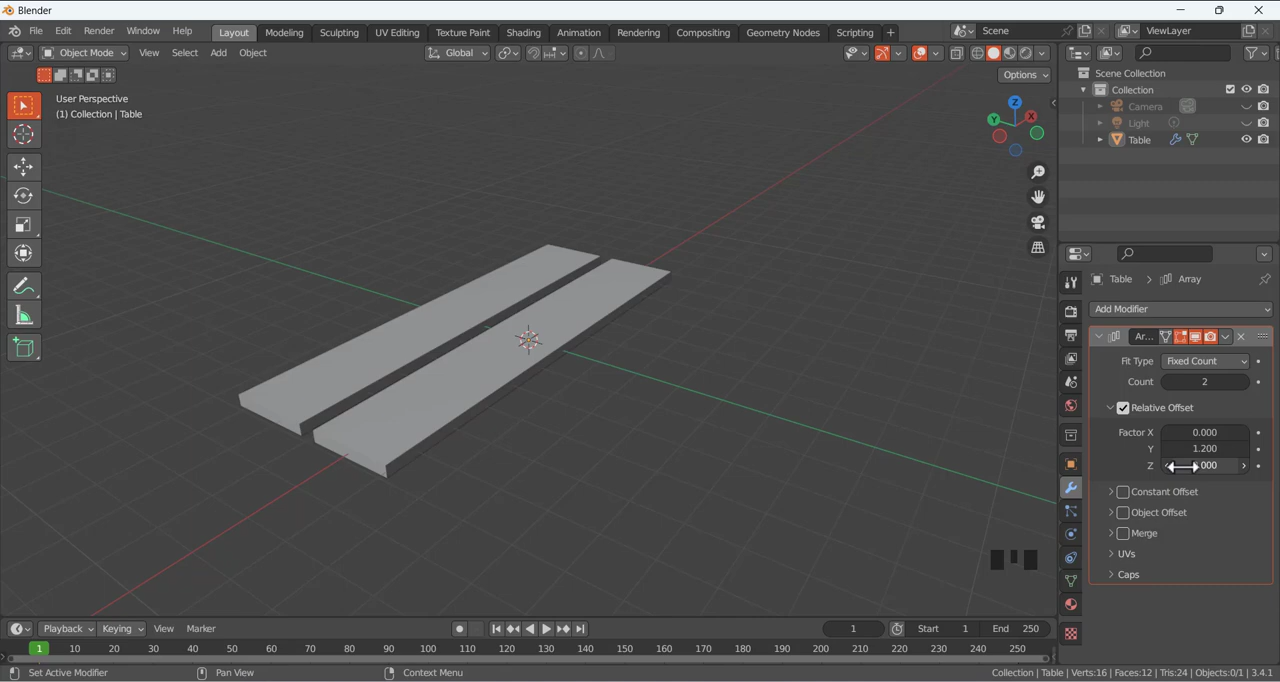 Blender
File Edit Render Window Help Layout Modeling Sculpting UV Editing Texture Paint Shading Animation Rendering Compositing Geometry Nodes Scripting + Scene ViewLayer
Object Mode View Select Add Object Global
Options
User Perspective
(1) Collection | Table
Z
Y
X
Scene Collection
Collection
Camera
Light
Table
Table > Array
Add Modifier
Ar...
Fit Type Fixed Count
Count 2
Relative Offset
Factor X 0.000
Y 1.200
Z
Constant Offset
Object Offset
Merge
UVs
Caps
Playback Keying View Marker 1 Start 1 End 250
1 10 20 30 40 50 60 70 80 90 100 110 120 130 140 150 160 170 180 190 200 210 220 230 240 250
Set Active Modifier Pan View Context Menu Collection | Table | Verts:16 | Faces:12 | Tris:24 | Objects:0/1 | 3.4.1